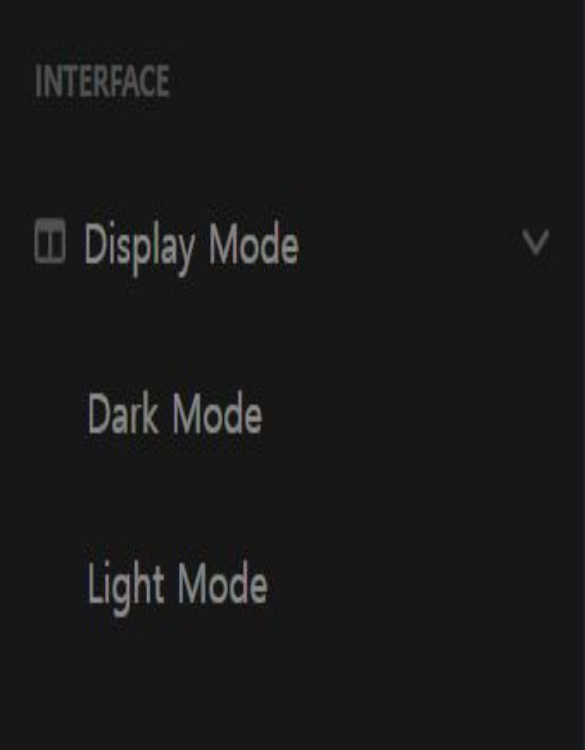 INTERFACE
Display Mode
Dark Mode
Light Mode